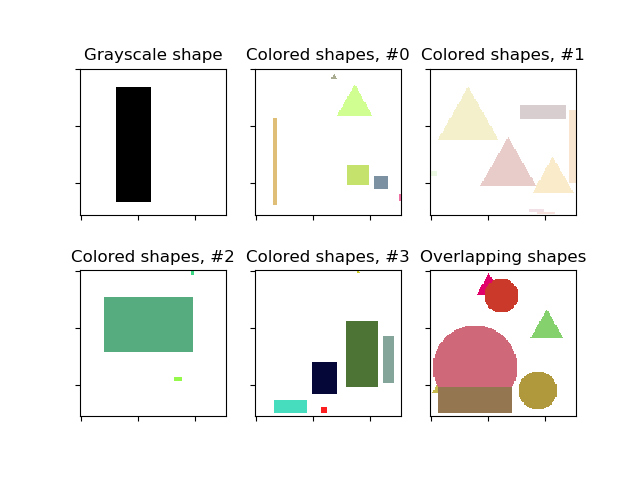 Grayscale shape
Colored shapes, #0
Colored shapes, #1
Colored shapes, #2
Colored shapes, #3
Overlapping shapes